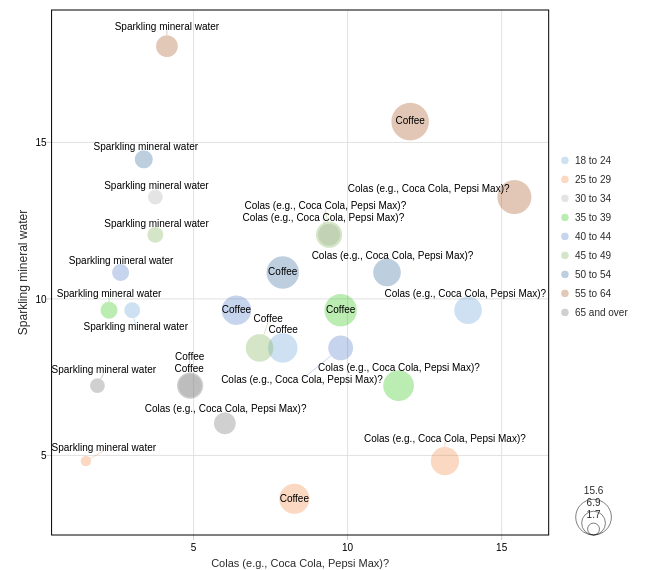 Sparkling mineral water
Coffee
15
Sparkling mineral water
18 to 24
25 to 29
Sparkling mineral water
Colas (e.g., Coca Cola, Pepsi Max)?
30 to 34
Colas (e.g., Coca Cola, Pepsi Max)?
Colas (e.g., Coca Cola, Pepsi Max)?
35 to 39
Sparkling mineral water
40 to 44
Colas (e.g., Coca Cola, Pepsi Max)?
45 to 49
Sparkling mineral water
Coffee
50 to 54
Sparkling mineral water
Colas (e.g., Coca Cola, Pepsi Max)?
55 to 64
10
Sparkling mineral water
Coffee
Coffee
65 and over
Coffee
Sparkling mineral water
Coffee
Coffee
Coffee
Sparkling mineral water
Colas (e.g., Coca Cola, Pepsi Max)?
Colas (e.g., Coca Cola, Pepsi Max)?
Colas (e.g., Coca Cola, Pepsi Max)?
Colas (e.g., Coca Cola, Pepsi Max)?
Sparkling mineral water
5
15.6
Coffee
6.9
1.7
5
10
15
Colas (e.g., Coca Cola, Pepsi Max)?